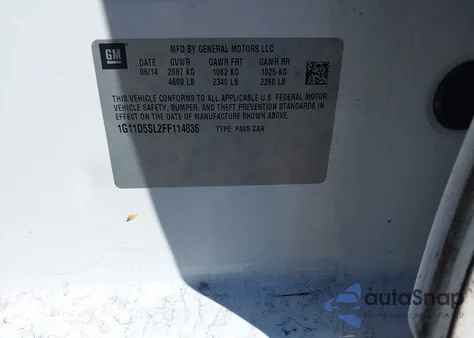 GM
MFD BY GENERAL MOTORS LLC
DATE GVWR GAWR FRT GAWR RR
06/14 2087 KG 1062 KG 1025 KG
4600 LB 2340 LB 2260 LB
THIS VEHICLE CONFORMS TO ALL APPLICABLE U.S. FEDERAL MOTOR
VEHICLE SAFETY, BUMPER, AND THEFT PREVENTION STANDARDS
IN EFFECT ON THE DATE OF MANUFACTURE SHOWN ABOVE.
1G11D5SL2FF114836 TYPE: PASS CAR
autoSnap